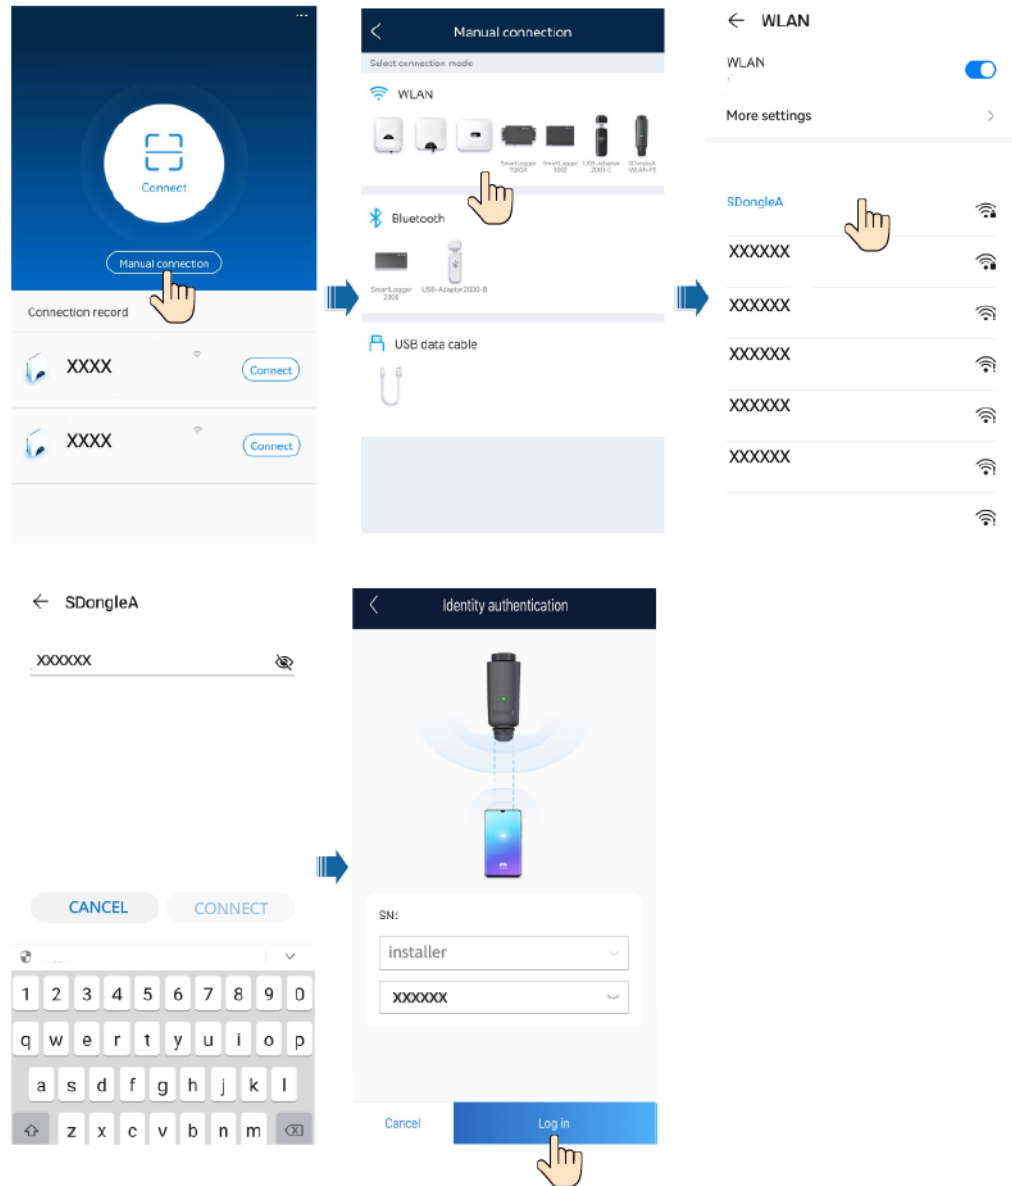 ...
Connect
Manual connection
Connection record
XXXX
Connect
XXXX
Connect
Manual connection
Select connection mode
WLAN
SmartLogger SmartLogger USB-Adapter SDongleA
2000-C -WLAN-FE
Bluetooth
SmartLogger USB-Adapter2000-B
USB data cable
WLAN
WLAN
More settings
SDongleA
XXXXXX
XXXXXX
XXXXXX
XXXXXX
XXXXXX
SDongleA
XXXXXX
CANCEL CONNECT
1 2 3 4 5 6 7 8 9 0
q w e r t y u i o p
a s d f g h j k l
z x c v b n m
Identity authentication
SN:
installer
XXXXXX
Cancel Log in